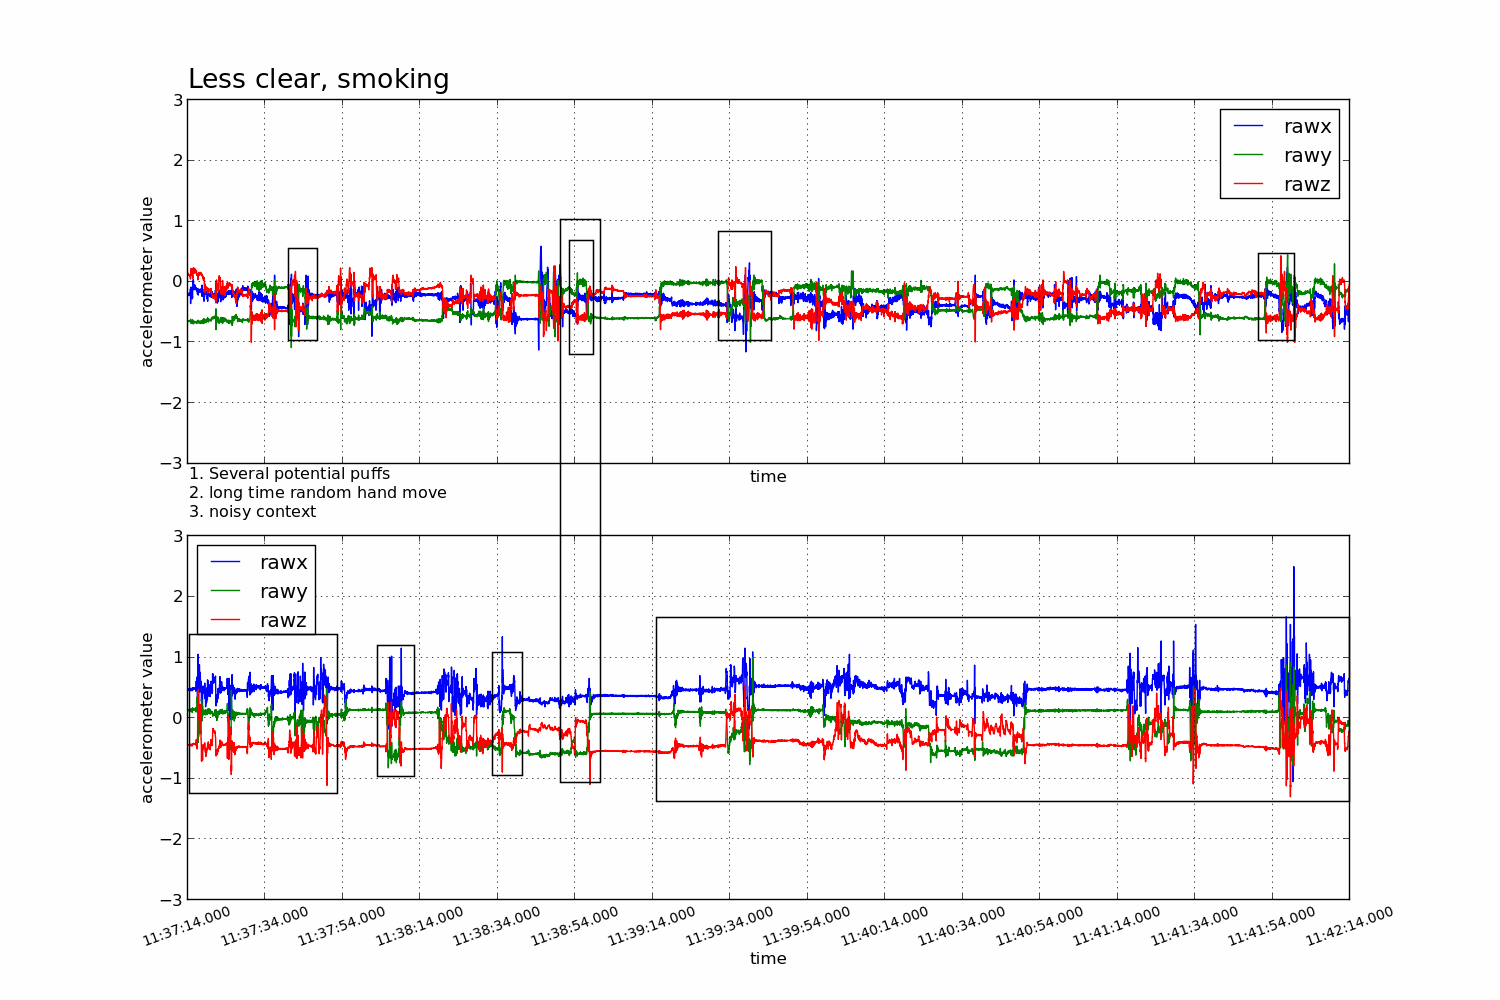 Less clear, smoking
3
2
1
0
−1
−2
−3
accelerometer value
rawx
rawy
rawz
time
1. Several potential puffs
2. long time random hand move
3. noisy context
3
2
1
0
−1
−2
−3
accelerometer value
rawx
rawy
rawz
11:37:14.000
11:37:34.000
11:37:54.000
11:38:14.000
11:38:34.000
11:38:54.000
11:39:14.000
11:39:34.000
11:39:54.000
11:40:14.000
11:40:34.000
11:40:54.000
11:41:14.000
11:41:34.000
11:41:54.000
11:42:14.000
time